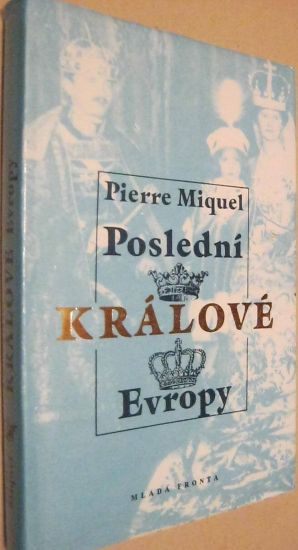 Pierre Miquel
Poslední
KRÁLOVÉ
Evropy
MLADÁ FRONTA